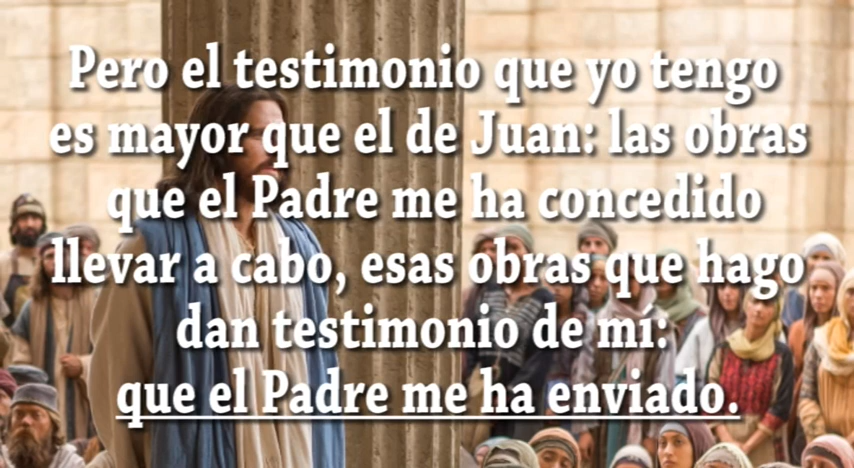 Pero el testimonio que yo tengo
es mayor que el de Juan: las obras
que el Padre me ha concedido
llevar a cabo, esas obras que hago
dan testimonio de mí:
que el Padre me ha enviado.